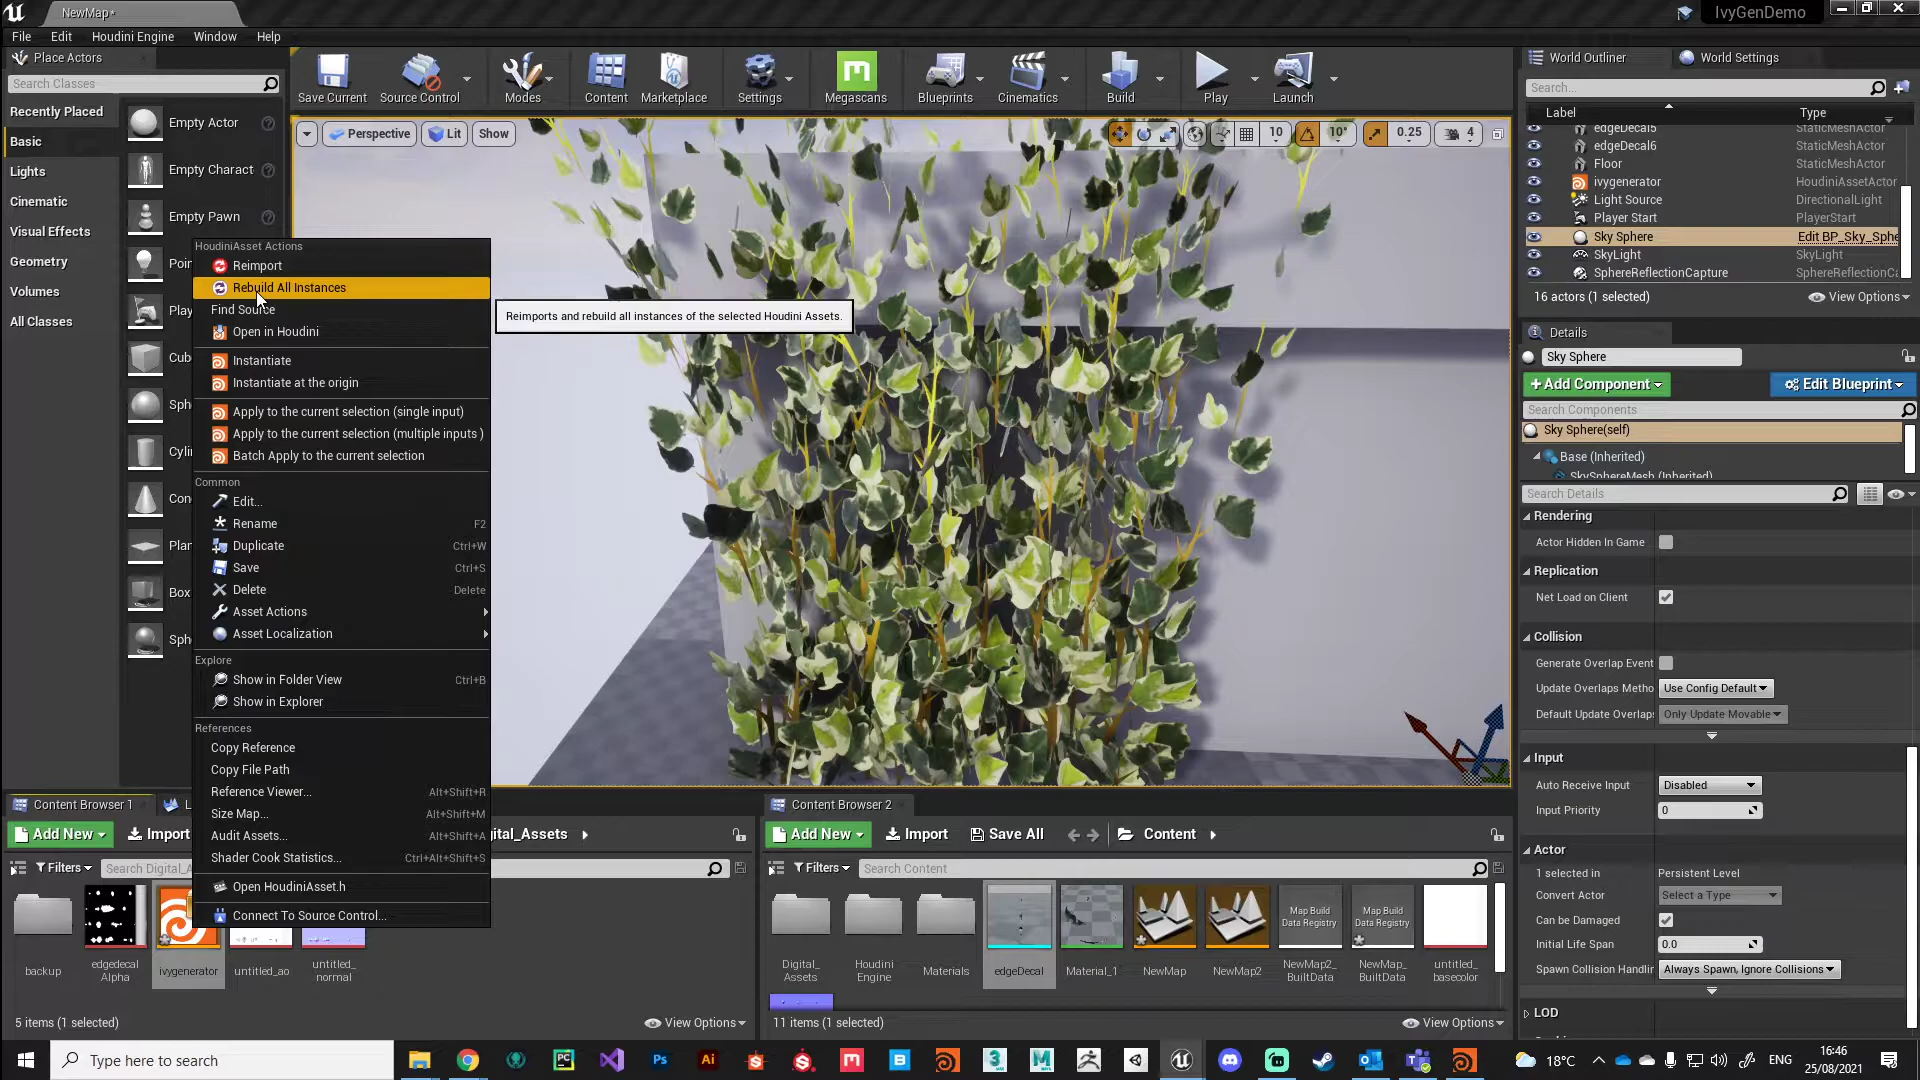 NewMap*
IvyGenDemo
File Edit Houdini Engine Window Help
Place Actors
Search Classes
Recently Placed
Basic
Lights
Cinematic
Visual Effects
Geometry
Volumes
All Classes
Empty Actor
Empty Charact
Empty Pawn
Poin
Play
Cub
Sph
Cylin
Con
Plan
Box
Sph
Save Current
Source Control
Modes
Content
Marketplace
Settings
Megascans
Blueprints
Cinematics
Build
Play
Launch
Perspective
Lit
Show
10
10°
0.25
4
HoudiniAsset Actions
Reimport
Rebuild All Instances
Find Source
Open in Houdini
Instantiate
Instantiate at the origin
Apply to the current selection (single input)
Apply to the current selection (multiple inputs )
Batch Apply to the current selection
Common
Edit...
Rename F2
Duplicate Ctrl+W
Save Ctrl+S
Delete Delete
Asset Actions
Asset Localization
Explore
Show in Folder View Ctrl+B
Show in Explorer
References
Copy Reference
Copy File Path
Reference Viewer... Alt+Shift+R
Size Map... Alt+Shift+M
Audit Assets... Alt+Shift+A
Shader Cook Statistics... Ctrl+Alt+Shift+S
Open HoudiniAsset.h
Connect To Source Control...
Reimports and rebuild all instances of the selected Houdini Assets.
World Outliner
World Settings
Search...
Label Type
edgeDecal5 StaticMeshActor
edgeDecal6 StaticMeshActor
Floor StaticMeshActor
ivygenerator HoudiniAssetActor
Light Source DirectionalLight
Player Start PlayerStart
Sky Sphere Edit BP_Sky_Sphe
SkyLight SkyLight
SphereReflectionCapture SphereReflectionCapture
16 actors (1 selected) View Options
Details
Sky Sphere
+Add Component
Edit Blueprint
Search Components
Sky Sphere(self)
Base (Inherited)
SkySphereMesh (Inherited)
Search Details
Rendering
Actor Hidden In Game
Replication
Net Load on Client
Collision
Generate Overlap Event
Update Overlaps Metho Use Config Default
Default Update Overlap Only Update Movable
Input
Auto Receive Input Disabled
Input Priority 0
Actor
1 selected in Persistent Level
Convert Actor Select a Type
Can be Damaged
Initial Life Span 0.0
Spawn Collision Handlin Always Spawn, Ignore Collisions
LOD
Content Browser 1
L
Add New
Import
gital_Assets
Filters
Search Digital_A
backup
edgedecal
Alpha
ivygenerator
untitled_ao
untitled_
normal
5 items (1 selected) View Options
Content Browser 2
Add New
Import
Save All
Content
Filters
Search Content
Map Build
Data Registry
Map Build
Data Registry
Digital_
Assets
Houdini
Engine
Materials
edgeDecal
Material_1
NewMap
NewMap2
NewMap2_
BuiltData
NewMap_
BuiltData
untitled_
basecolor
11 items (1 selected) View Options
Type here to search
18°C
ENG
16:46
25/08/2021